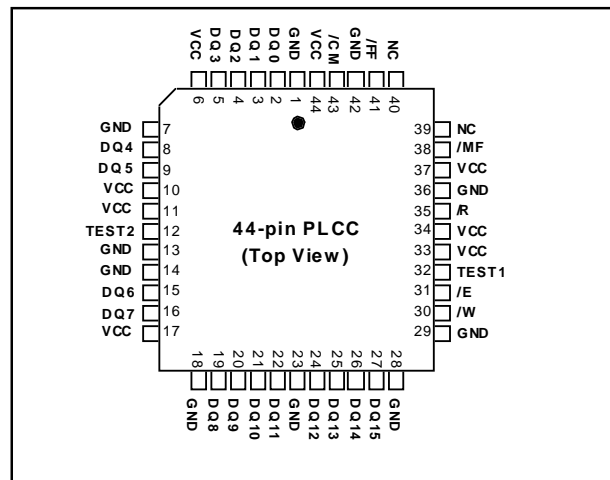 VCC DQ3 DQ2 DQ1 DQ0 GND VCC /CM GND /FF NC
6 5 4 3 2 1 44 43 42 41 40
GND 7 39 NC
DQ4 8 38 /MF
DQ5 9 37 VCC
VCC 10 36 GND
VCC 11 35 /R
TEST2 12 34 VCC
GND 13 33 VCC
GND 14 32 TEST1
DQ6 15 31 /E
DQ7 16 30 /W
VCC 17 29 GND
44-pin PLCC
(Top View)
18 19 20 21 22 23 24 25 26 27 28
GND DQ8 DQ9 DQ10 DQ11 GND DQ12 DQ13 DQ14 DQ15 GND